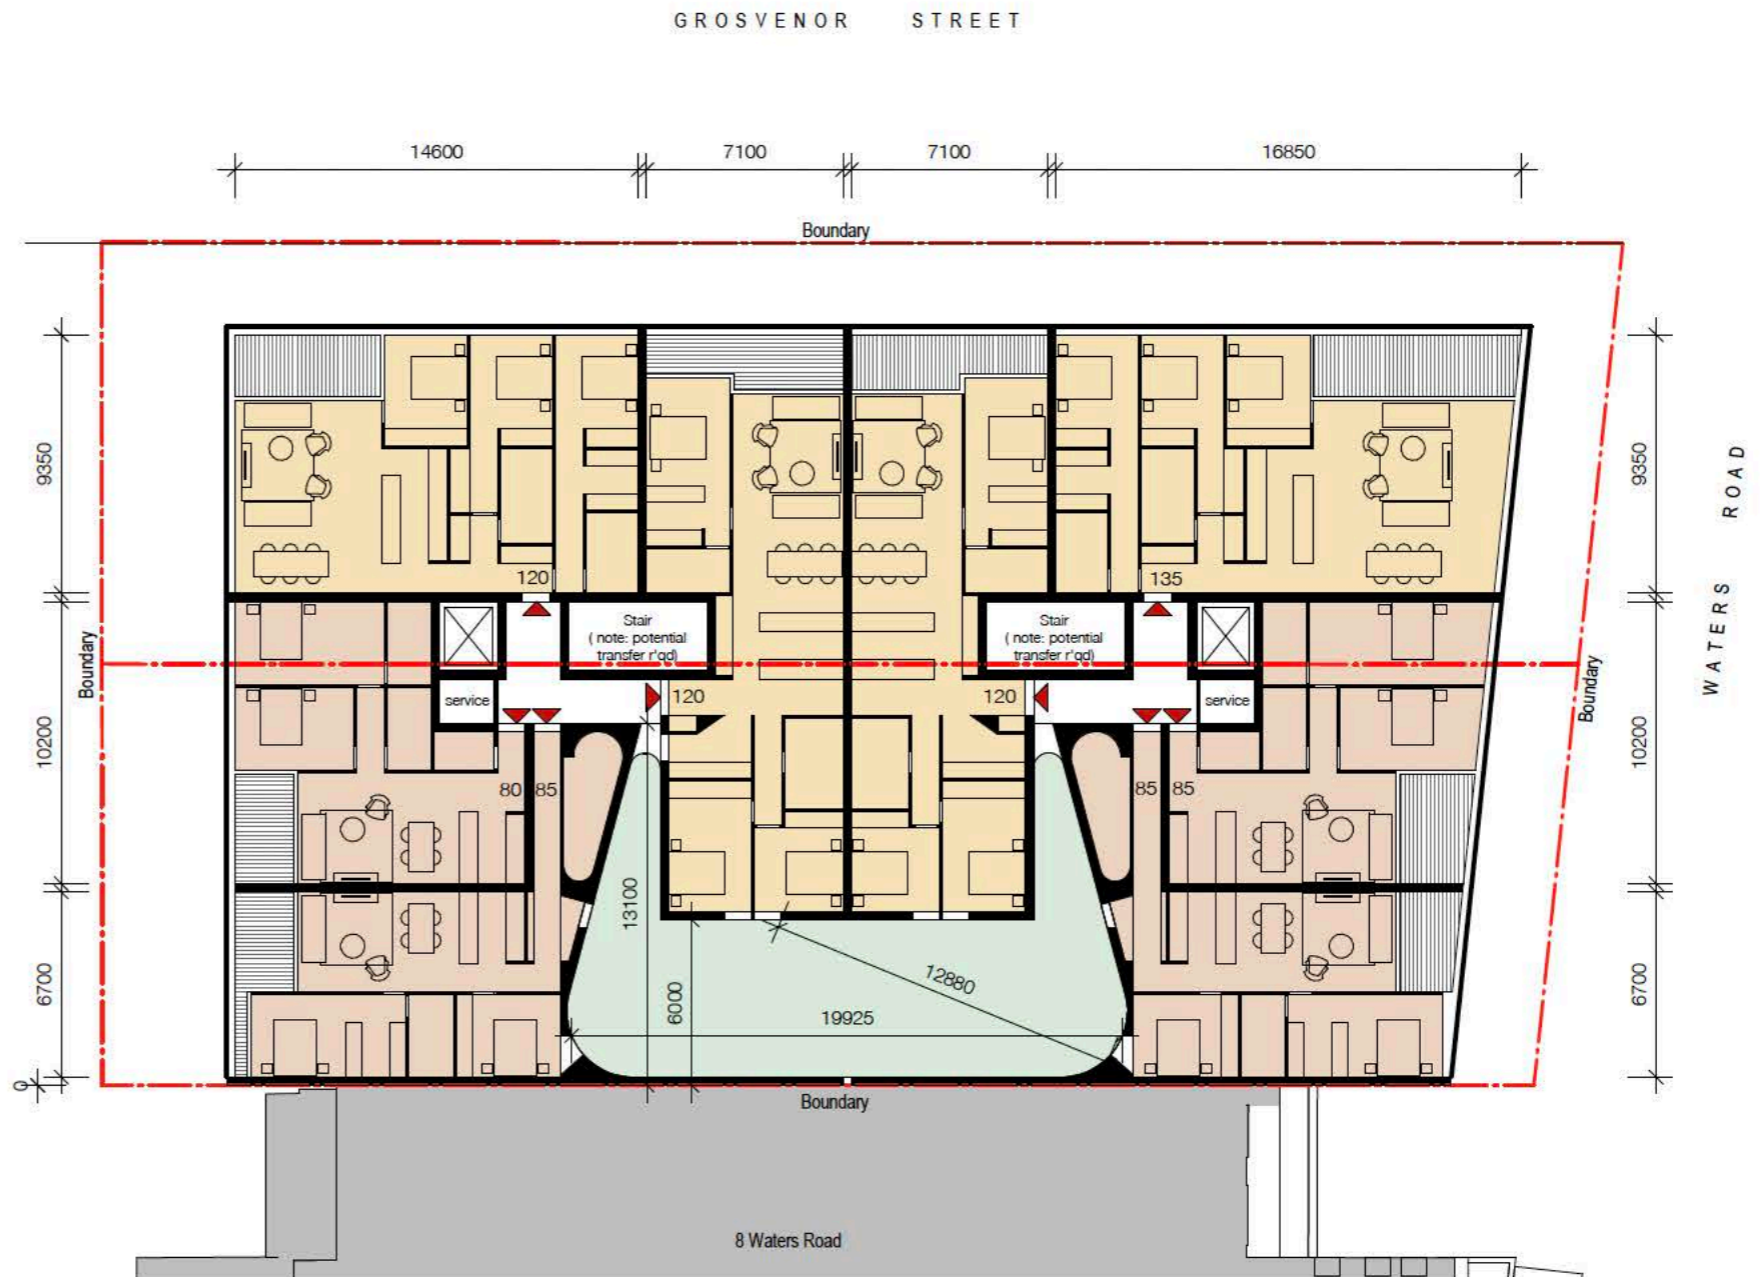 GROSVENOR STREET
14600 7100 7100 16850
Boundary
9350
9350
WATERS ROAD
120
135
Stair
( note: potential
transfer r'qd)
Stair
( note: potential
transfer r'qd)
Boundary
Boundary
service
120
120
service
10200
10200
80 85
85 85
13100
12880
6000
19925
6700
6700
0
Boundary
8 Waters Road